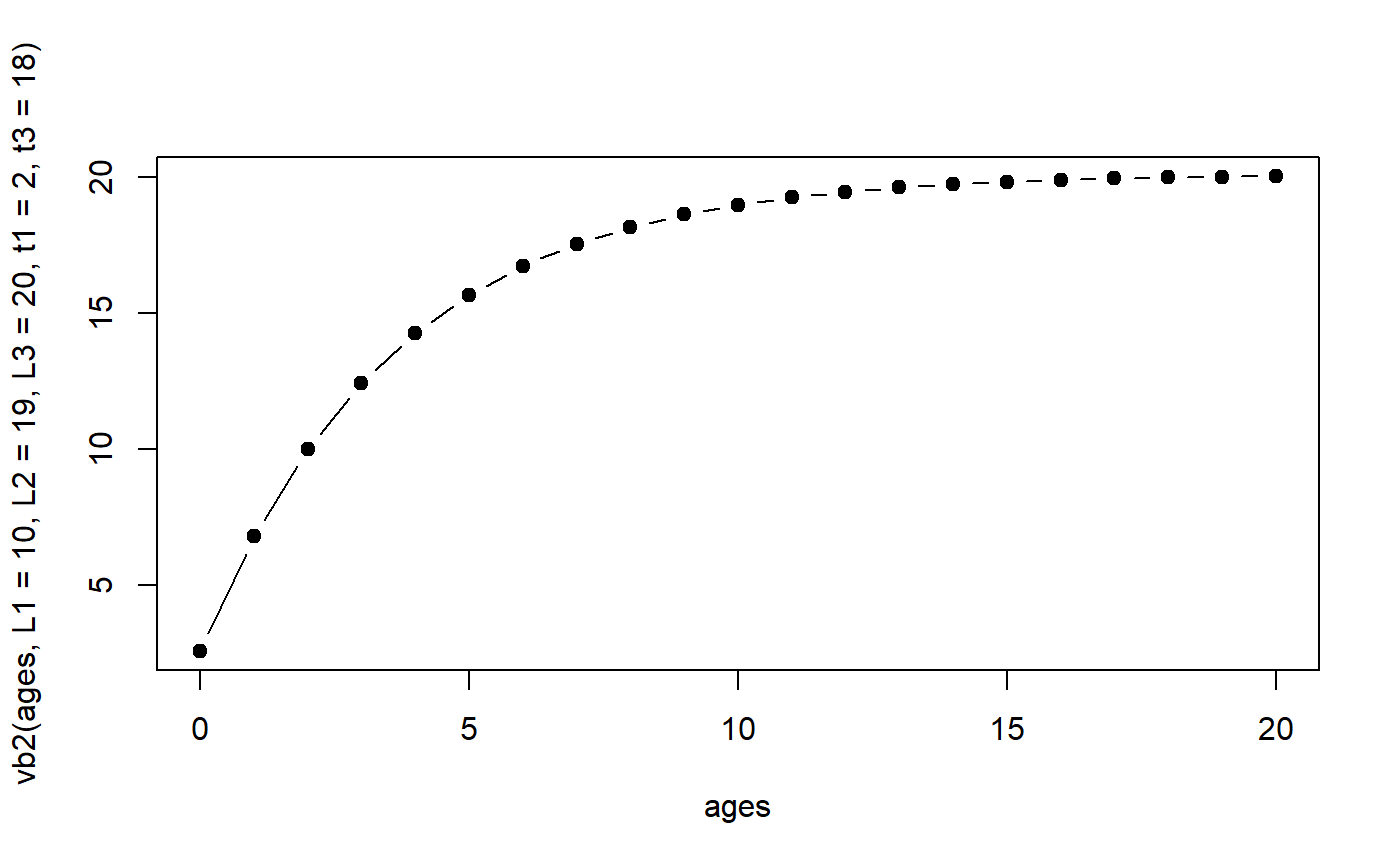 vb2(ages, L1 = 10, L2 = 19, L3 = 20, t1 = 2, t3 = 18)
20
15
10
5
0 5 10 15 20
ages